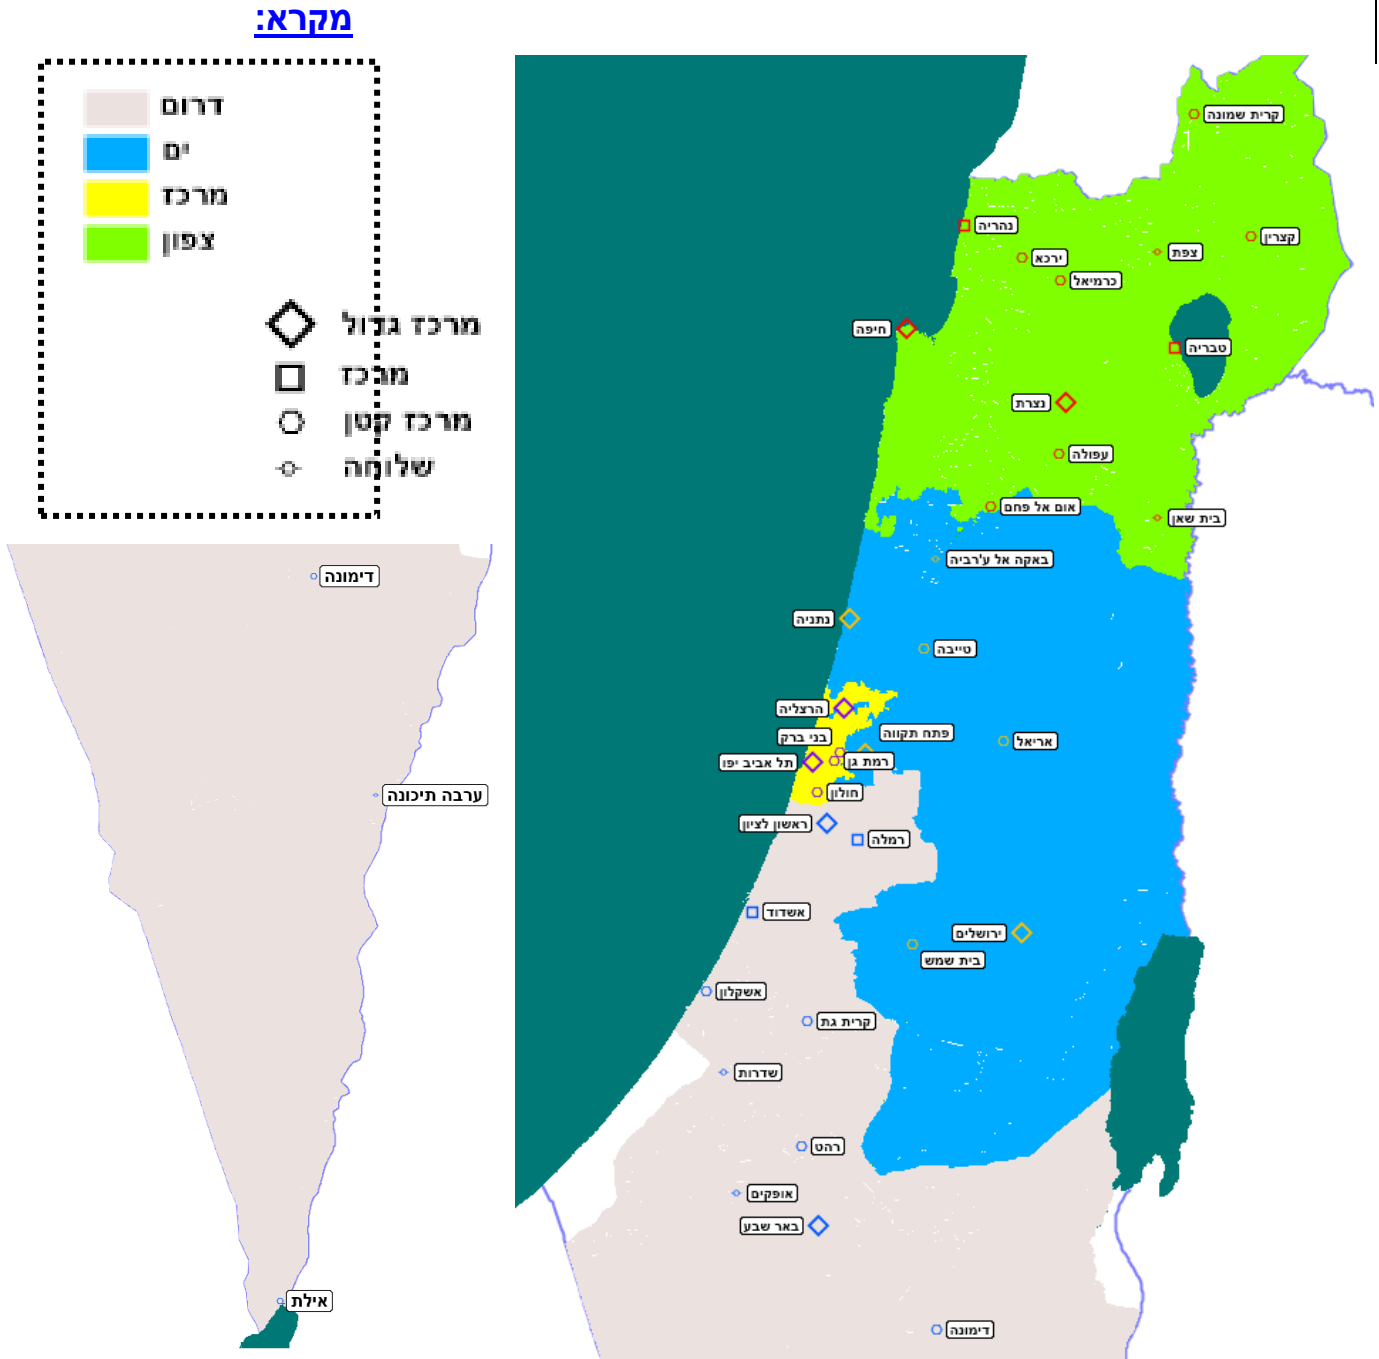 מקרא:
דרום
ים
מרכז
צפון
מרכז גדול
מרכז
מרכז קטן
שלוחה
קרית שמונה
נהריה
קצרין
צפת
ירכא
כרמיאל
חיפה
טבריה
נצרת
עפולה
אום אל פחם
בית שאן
באקה אל ע'רביה
נתניה
טייבה
הרצליה
בני ברק
פתח תקווה
אריאל
תל אביב יפו
רמת גן
חולון
ראשון לציון
רמלה
אשדוד
ירושלים
בית שמש
אשקלון
קרית גת
שדרות
רהט
אופקים
באר שבע
דימונה
דימונה
ערבה תיכונה
אילת